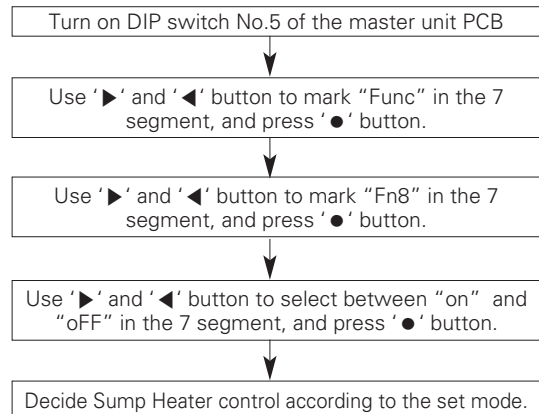 Turn on DIP switch No.5 of the master unit PCB
Use ‘▶‘ and ‘◀‘ button to mark “Func” in the 7
segment, and press ‘●‘ button.
Use ‘▶‘ and ‘◀‘ button to mark “Fn8” in the 7
segment, and press ‘●‘ button.
Use ‘▶‘ and ‘◀‘ button to select between “on” and
“oFF” in the 7 segment, and press ‘●‘ button.
Decide Sump Heater control according to the set mode.